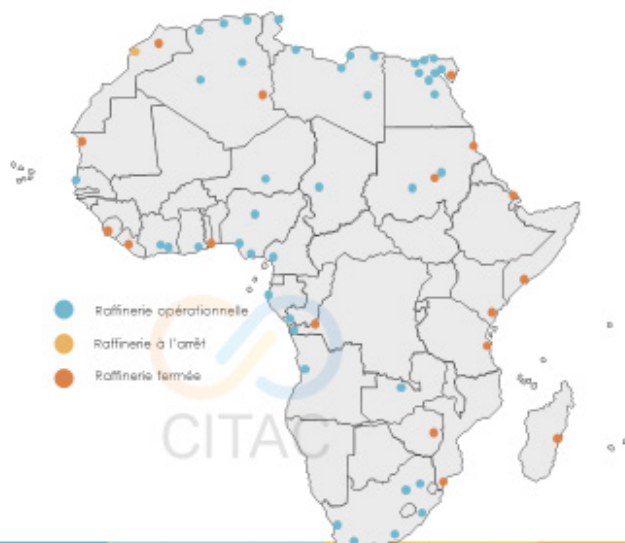 Raffinerie opérationnelle
Raffinerie à l'arrêt
Raffinerie fermée
CITAC